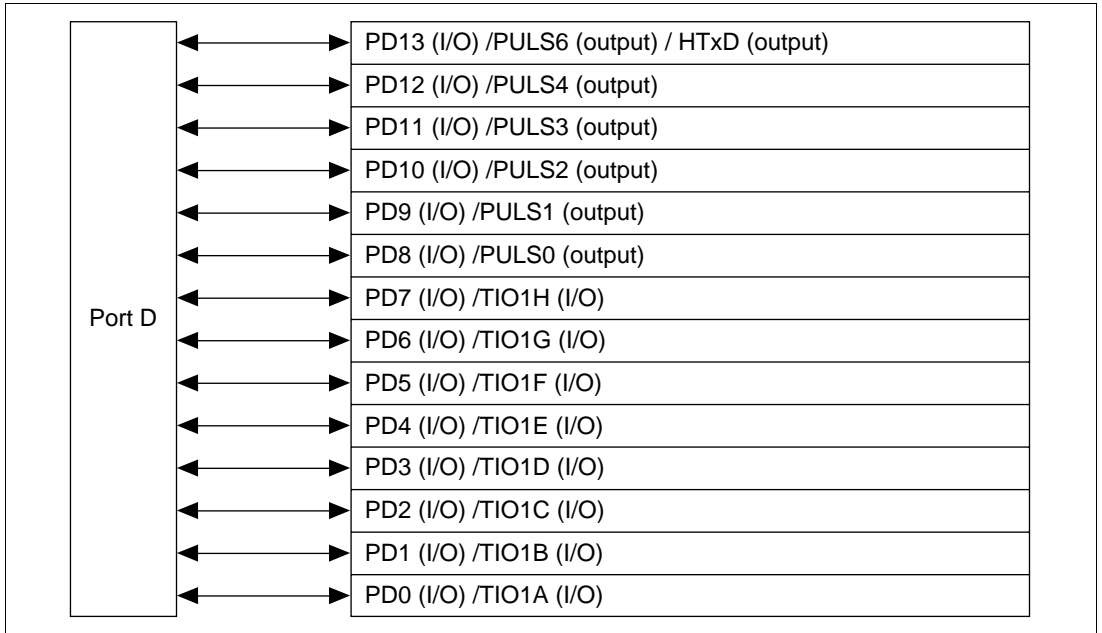 PD13 (I/O) /PULS6 (output) / HTxD (output)
PD12 (I/O) /PULS4 (output)
PD11 (I/O) /PULS3 (output)
PD10 (I/O) /PULS2 (output)
PD9 (I/O) /PULS1 (output)
PD8 (I/O) /PULS0 (output)
PD7 (I/O) /TIO1H (I/O)
Port D
PD6 (I/O) /TIO1G (I/O)
PD5 (I/O) /TIO1F (I/O)
PD4 (I/O) /TIO1E (I/O)
PD3 (I/O) /TIO1D (I/O)
PD2 (I/O) /TIO1C (I/O)
PD1 (I/O) /TIO1B (I/O)
PD0 (I/O) /TIO1A (I/O)